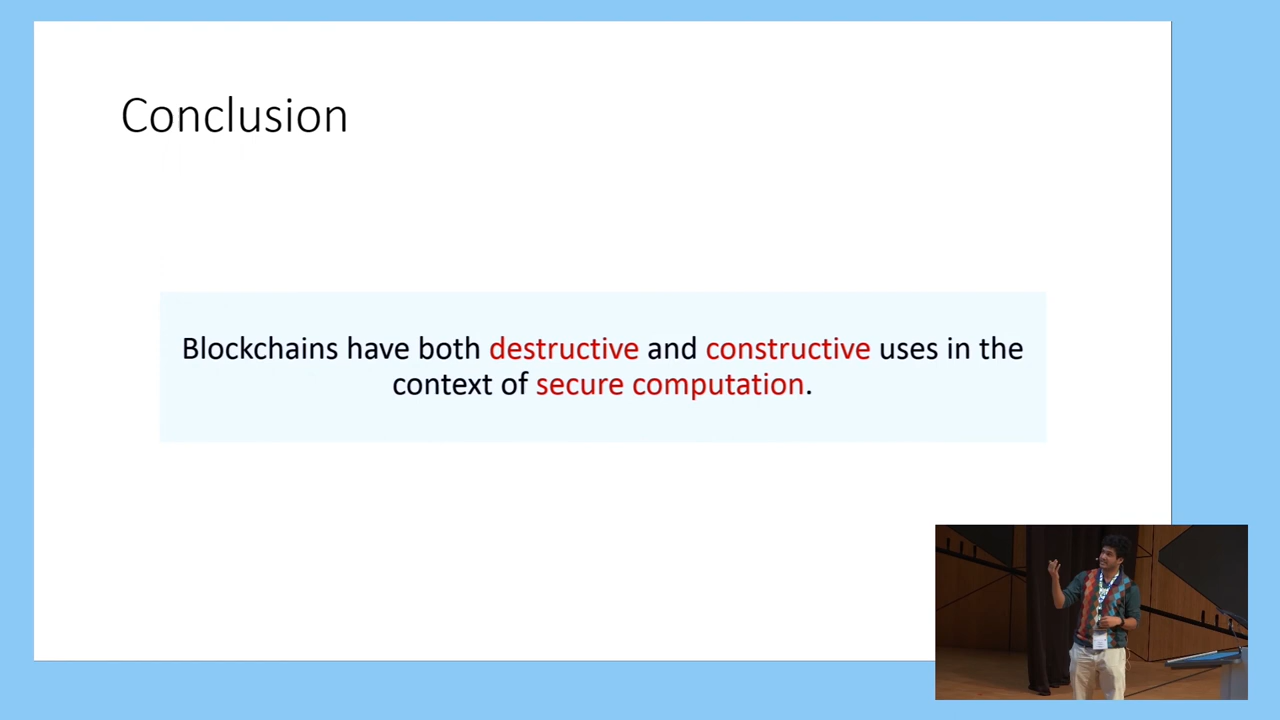 Conclusion
Blockchains have both destructive and constructive uses in the
context of secure computation.